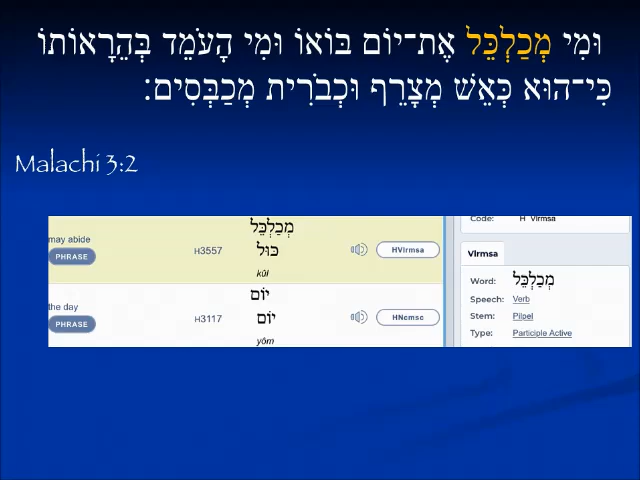 וּמִי מְכַלְכֵּל אֶת־יוֹם בּוֹאוֹ וּמִי הָעֹמֵד בְּהֵרָאוֹתוֹ
כִּי־הוּא כְּאֵשׁ מְצָרֵף וּכְבֹרִית מְכַבְּסִים׃
Malachi 3:2
may abide
PHRASE
H3557
מְכַלְכֵּל
כּוּל
kûl
HVlrmsa
the day
PHRASE
H3117
יוֹם
יוֹם
yôm
HNcmsc
Code: H Vlrmsa
Vlrmsa
Word: מְכַלְכֵּל
Speech: Verb
Stem: Pilpel
Type: Participle Active